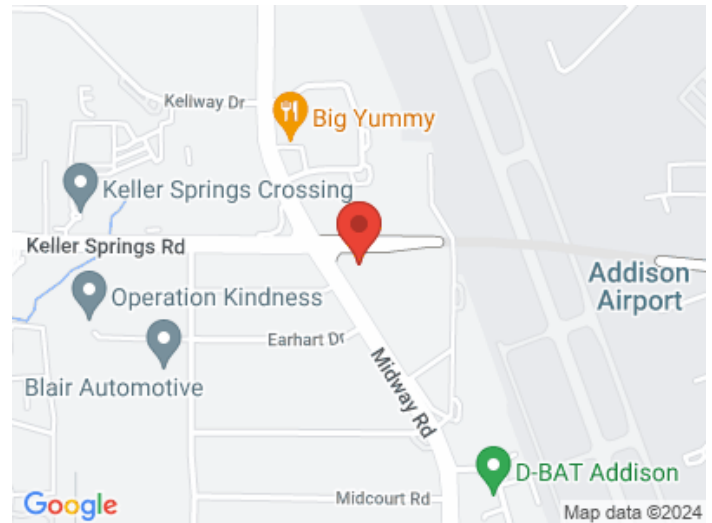 Kellway Dr
Big Yummy
Keller Springs Crossing
Keller Springs Rd
Addison
Airport
Operation Kindness
Earhart Dr
Blair Automotive
Midway Rd
D-BAT Addison
Midcourt Rd
Google
Map data ©2024